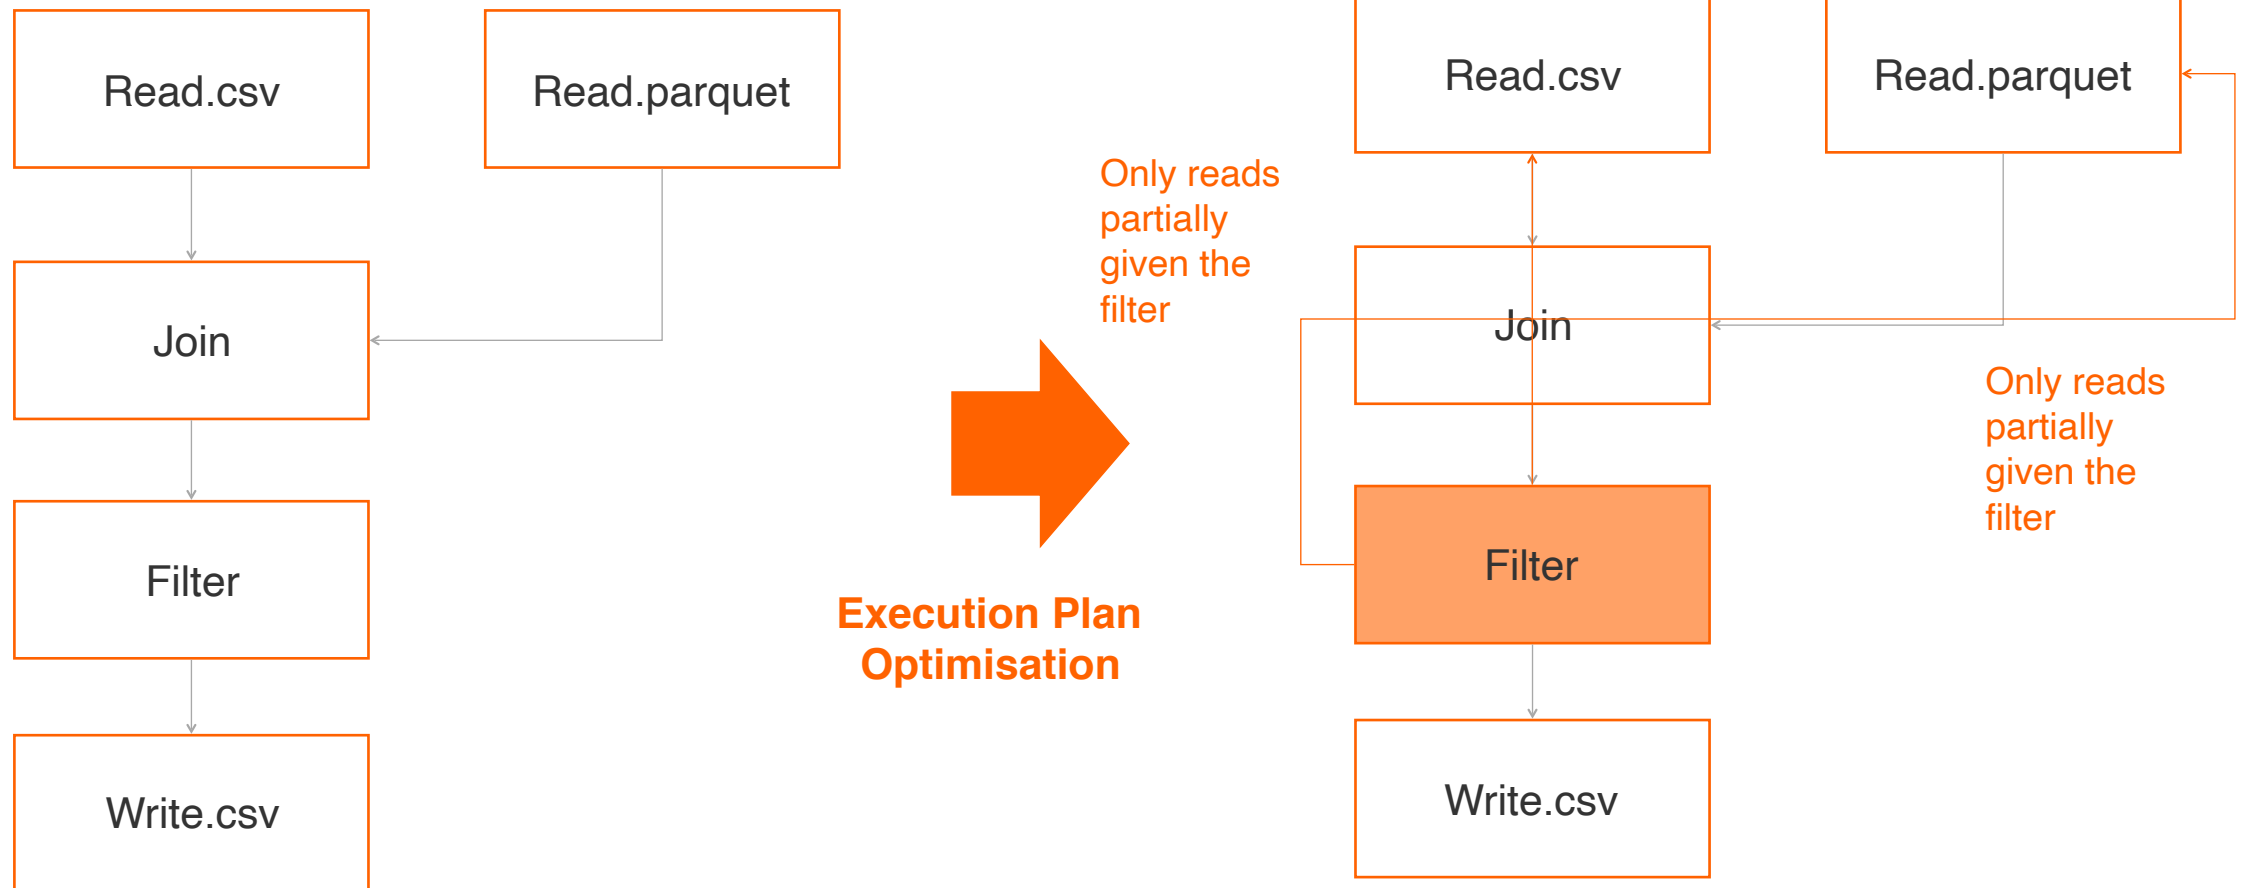 Read.csv
Read.parquet
Join
Filter
Write.csv
Execution Plan
Optimisation
Read.csv
Read.parquet
Only reads
partially
given the
filter
Join
Only reads
partially
given the
filter
Filter
Write.csv